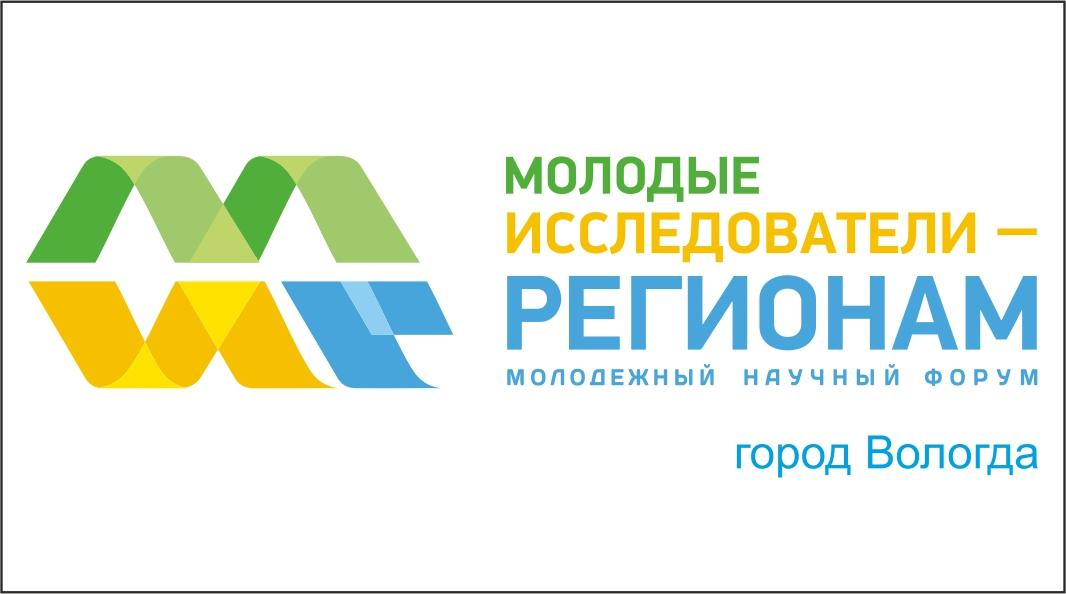 МОЛОДЫЕ
ИССЛЕДОВАТЕЛИ —
РЕГИОНАМ
МОЛОДЕЖНЫЙ НАУЧНЫЙ ФОРУМ
город Вологда